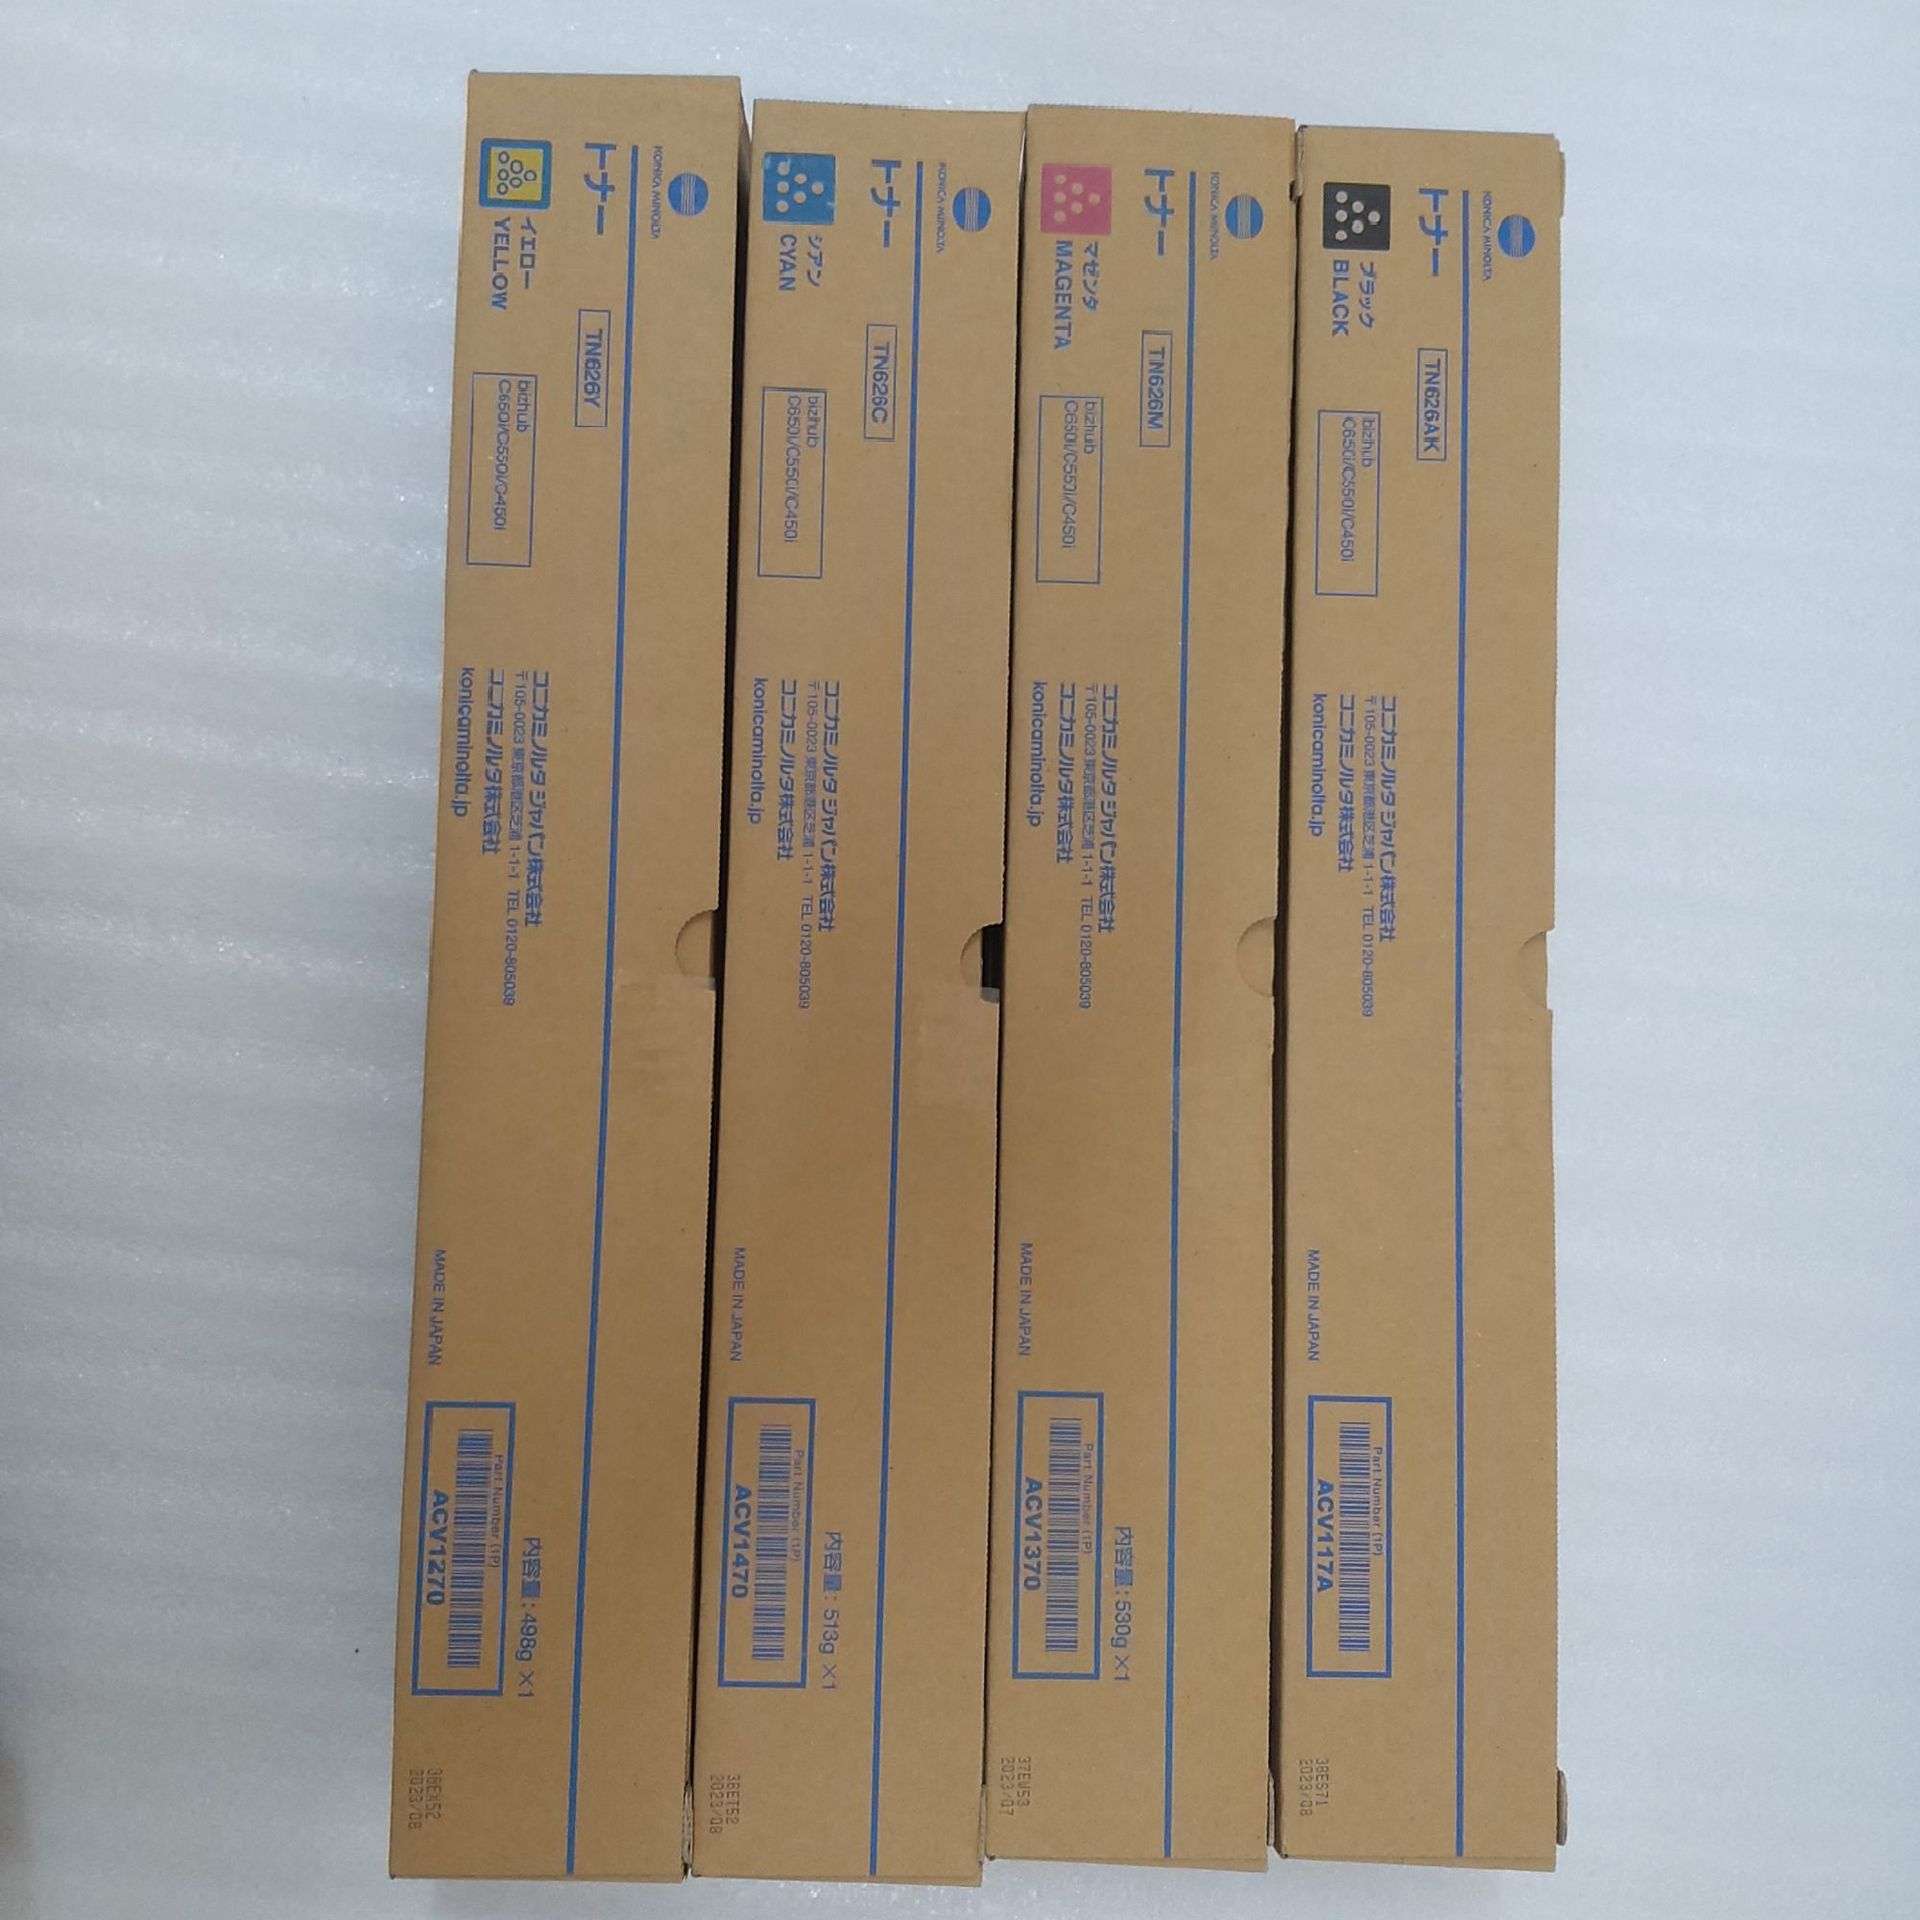 KONICA MINOLTA
トナー
TN626Y
イエロー
YELLOW
bizhub
C650i/C550i/C450i
コニカミノルタ ジャパン株式会社
〒105-0023 東京都港区芝浦 1-1-1 TEL 0120-805039
コニカミノルタ株式会社
konicaminolta.jp
MADE IN JAPAN
内容量：498g ×1
Part Number (1P)
ACV1270
2023/08
KONICA MINOLTA
トナー
TN626C
シアン
CYAN
bizhub
C650i/C550i/C450i
コニカミノルタ ジャパン株式会社
〒105-0023 東京都港区芝浦 1-1-1 TEL 0120-805039
コニカミノルタ株式会社
konicaminolta.jp
MADE IN JAPAN
内容量：513g ×1
Part Number (1P)
ACV1470
38ET52
2023/08
KONICA MINOLTA
トナー
TN626M
マゼンタ
MAGENTA
bizhub
C650i/C550i/C450i
コニカミノルタ ジャパン株式会社
〒105-0023 東京都港区芝浦 1-1-1 TEL 0120-805039
コニカミノルタ株式会社
konicaminolta.jp
MADE IN JAPAN
内容量：530g ×1
Part Number (1P)
ACV1370
37EW53
2023/07
KONICA MINOLTA
トナー
TN626AK
ブラック
BLACK
bizhub
C650i/C550i/C450i
コニカミノルタ ジャパン株式会社
〒105-0023 東京都港区芝浦 1-1-1 TEL 0120-805039
コニカミノルタ株式会社
konicaminolta.jp
MADE IN JAPAN
Part Number (1P)
ACV117A
38ES71
2023/08